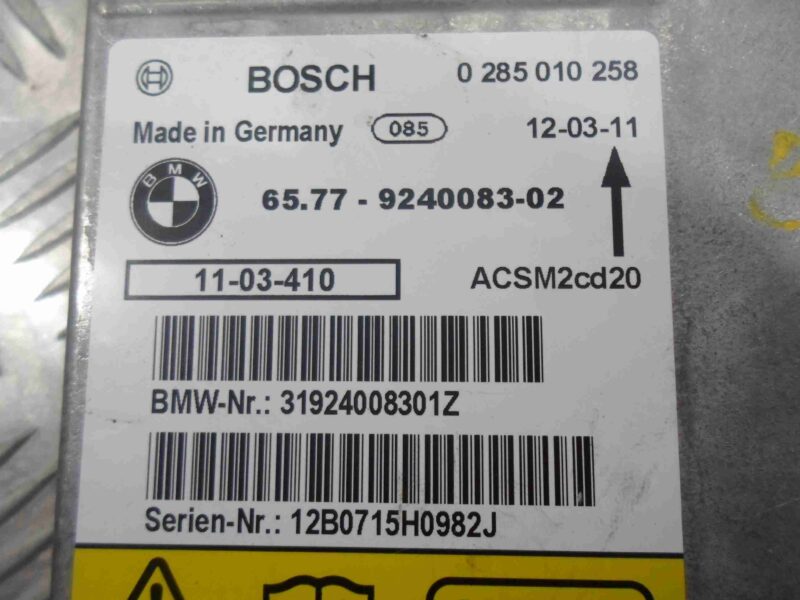 BOSCH 0 285 010 258
Made in Germany 085 12-03-11
BMW
65.77 - 9240083-02
11-03-410 ACSM2cd20
BMW-Nr.: 31924008301Z
Serien-Nr.: 12B0715H0982J